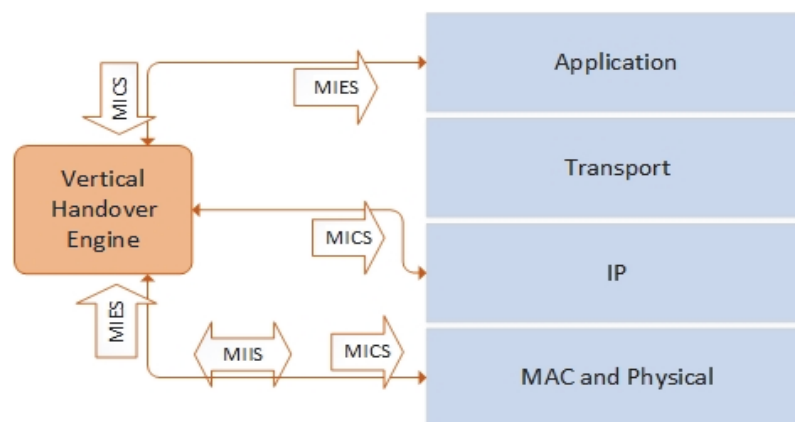 Application
MICS
MIES
Transport
Vertical
Handover
Engine
MICS
IP
MIES
MIIS
MICS
MAC and Physical